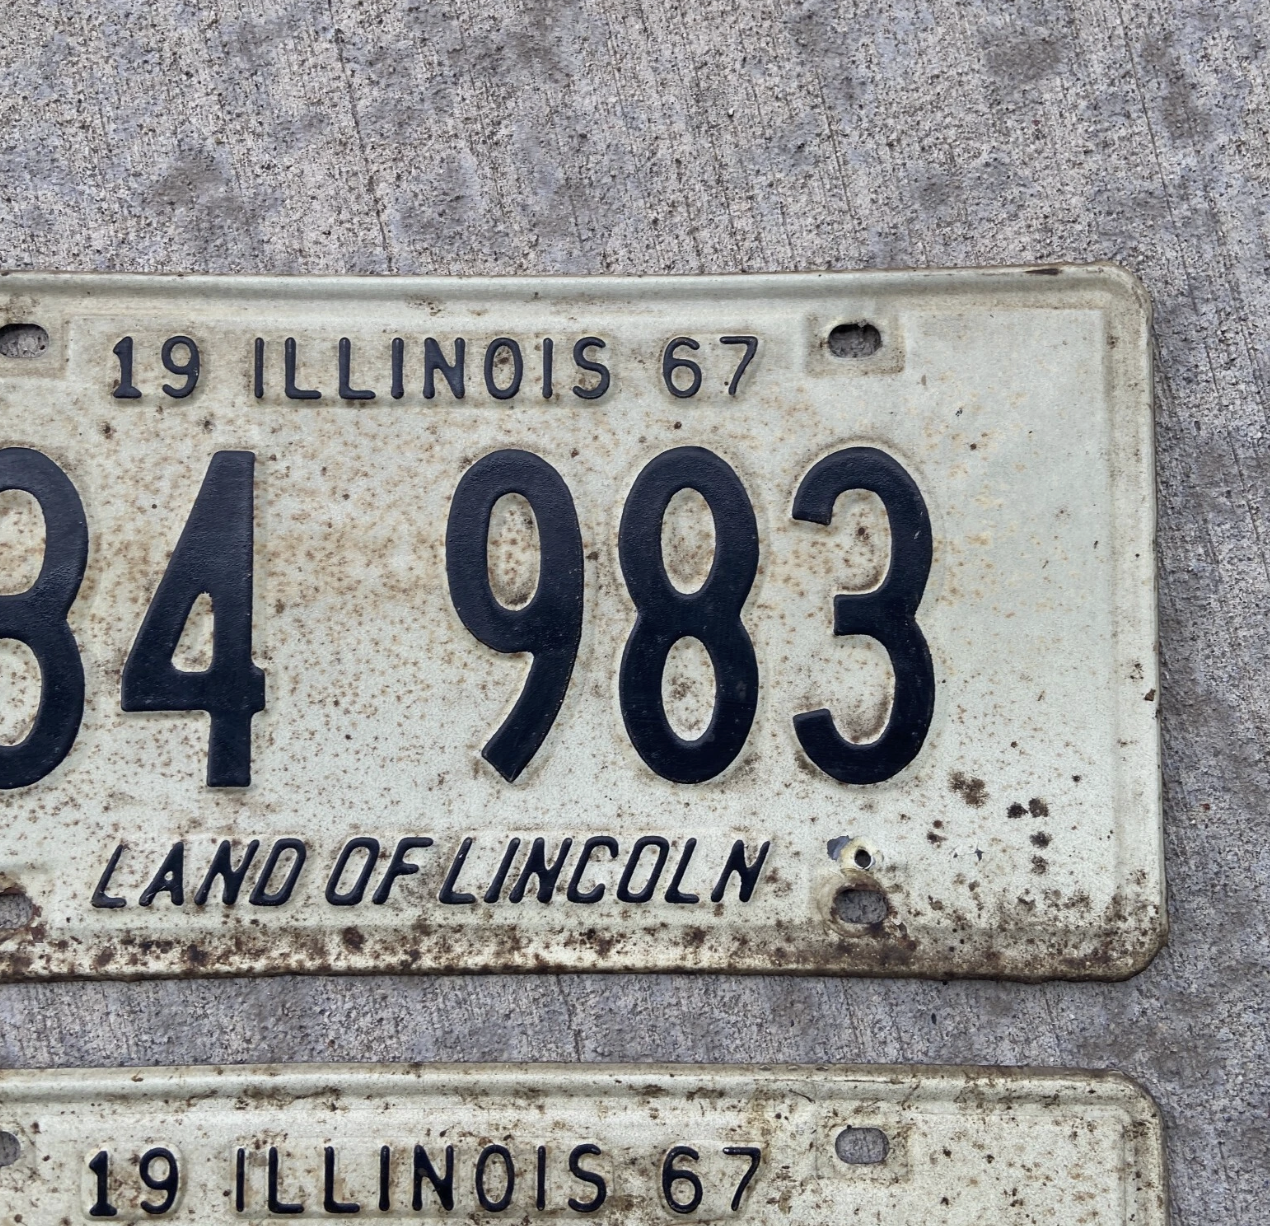 19 ILLINOIS 67
84 983
LAND OF LINCOLN
19 ILLINOIS 67